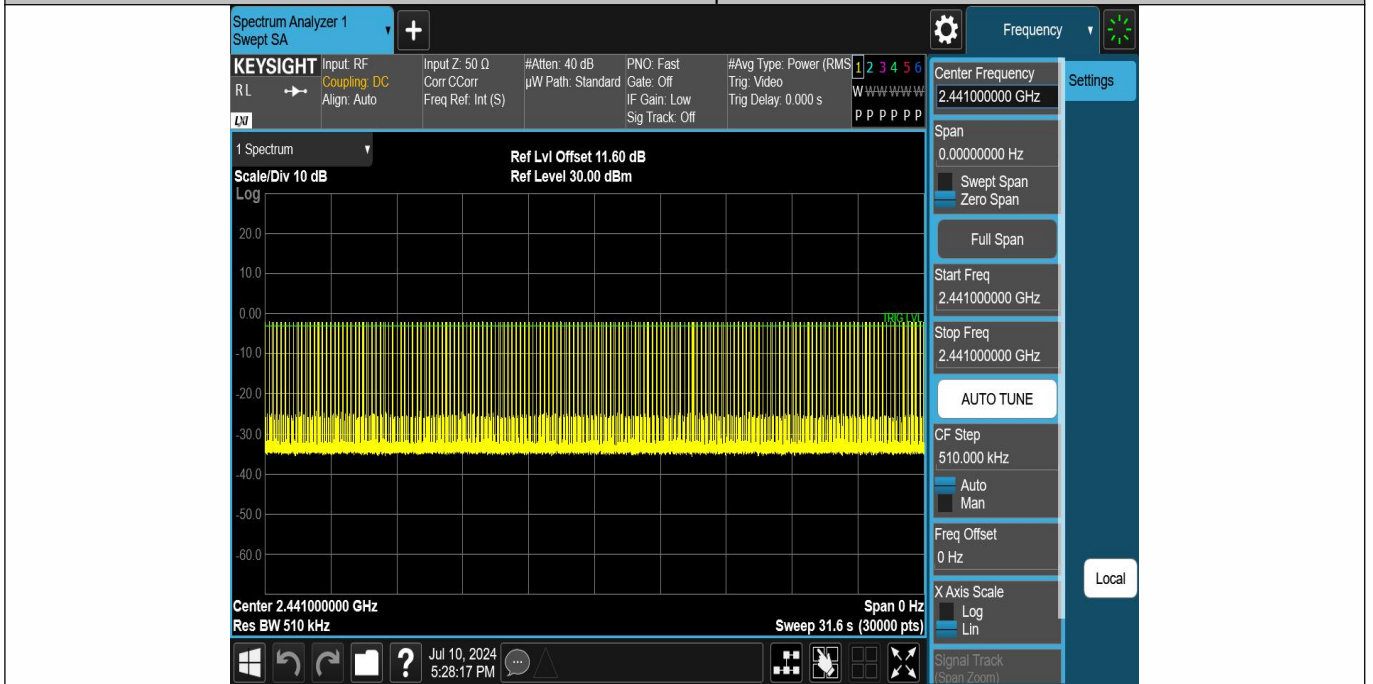 Spectrum Analyzer 1
Swept SA
+
Frequency
KEYSIGHT
R L
LXI
Input: RF
Coupling: DC
Align: Auto
Input Z: 50 Ω
Corr CCorr
Freq Ref: Int (S)
#Atten: 40 dB
µW Path: Standard
PNO: Fast
Gate: Off
IF Gain: Low
Sig Track: Off
#Avg Type: Power (RMS
Trig: Video
Trig Delay: 0.000 s
1 2 3 4 5 6
W W W W W W
P P P P P P
1 Spectrum
Scale/Div 10 dB
Ref Lvl Offset 11.60 dB
Ref Level 30.00 dBm
Log
20.0
10.0
0.00
TRIG LVL
-10.0
-20.0
-30.0
-40.0
-50.0
-60.0
Center 2.441000000 GHz
Span 0 Hz
Res BW 510 kHz
Sweep 31.6 s (30000 pts)
Center Frequency
2.441000000 GHz
Settings
Span
0.00000000 Hz
Swept Span
Zero Span
Full Span
Start Freq
2.441000000 GHz
Stop Freq
2.441000000 GHz
AUTO TUNE
CF Step
510.000 kHz
Auto
Man
Freq Offset
0 Hz
X Axis Scale
Log
Lin
Local
Signal Track
(Span Zoom)
?
Jul 10, 2024
5:28:17 PM